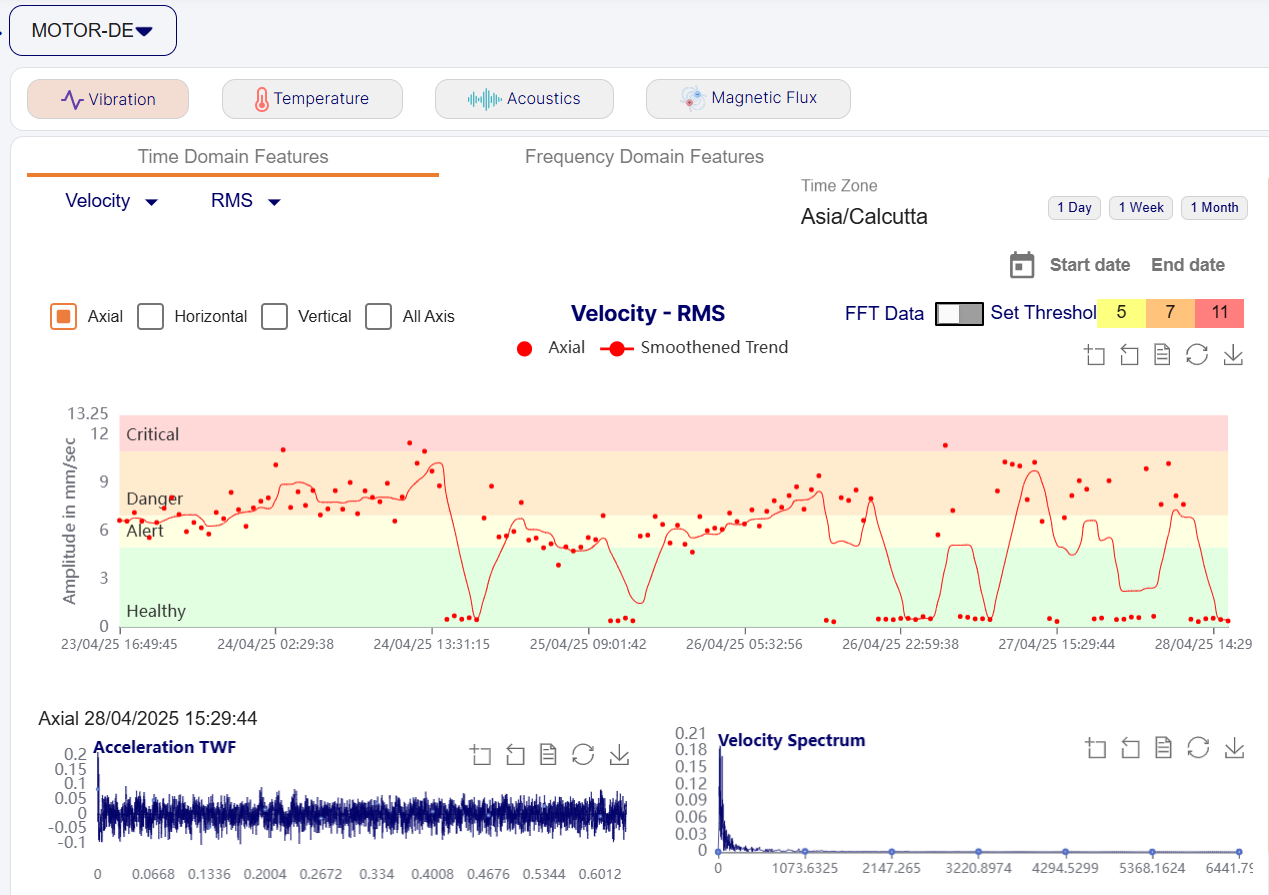 MOTOR-DE
Vibration
Temperature
Acoustics
Magnetic Flux
Time Domain Features
Frequency Domain Features
Velocity
RMS
Time Zone
Asia/Calcutta
1 Day
1 Week
1 Month
Start date
End date
Axial
Horizontal
Vertical
All Axis
Velocity - RMS
FFT Data
Set Threshol
5
7
11
Axial
Smoothened Trend
Amplitude in mm/sec
13.25
12
9
6
3
0
Critical
Danger
Alert
Healthy
23/04/25 16:49:45
24/04/25 02:29:38
24/04/25 13:31:15
25/04/25 09:01:42
26/04/25 05:32:56
26/04/25 22:59:38
27/04/25 15:29:44
28/04/25 14:29
Axial 28/04/2025 15:29:44
Acceleration TWF
0.2
0.15
0.1
0.05
0
-0.05
-0.1
0
0.0668
0.1336
0.2004
0.2672
0.334
0.4008
0.4676
0.5344
0.6012
Velocity Spectrum
0.21
0.18
0.15
0.12
0.09
0.06
0.03
0
0
1073.6325
2147.265
3220.8974
4294.5299
5368.1624
6441.79